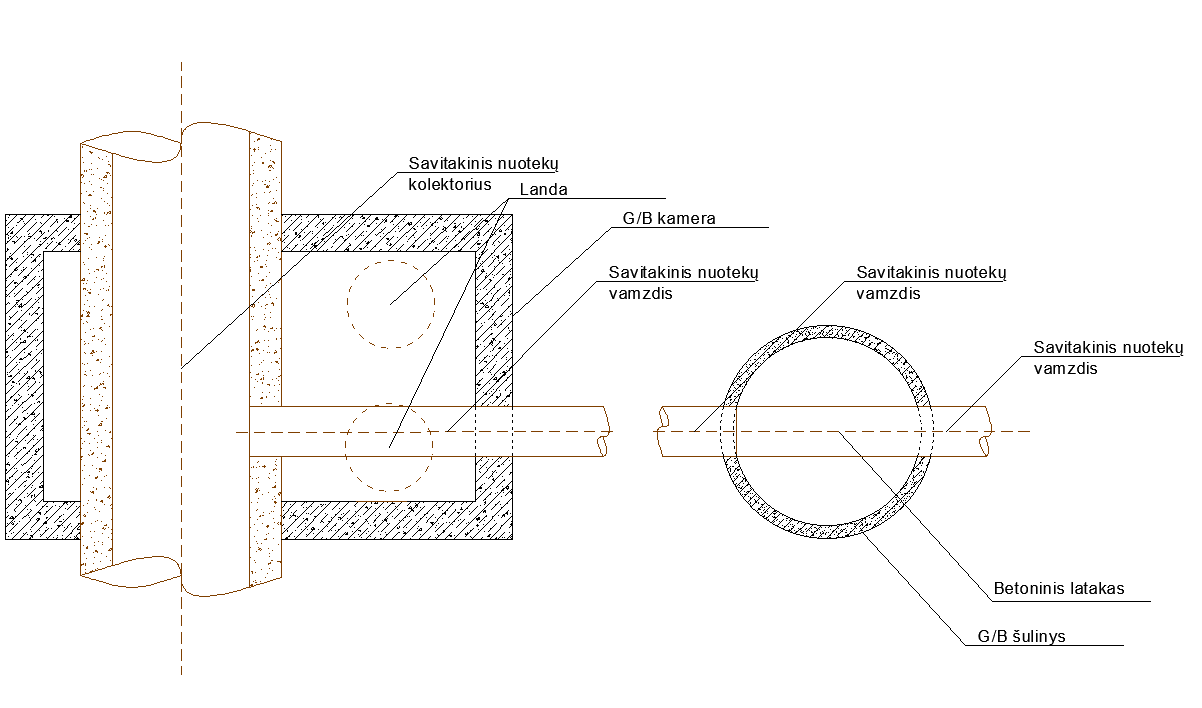 Savitakinis nuotekų
kolektorius
Landa
G/B kamera
Savitakinis nuotekų
vamzdis
Savitakinis nuotekų
vamzdis
Savitakinis nuotekų
vamzdis
Betoninis latakas
G/B šulinys